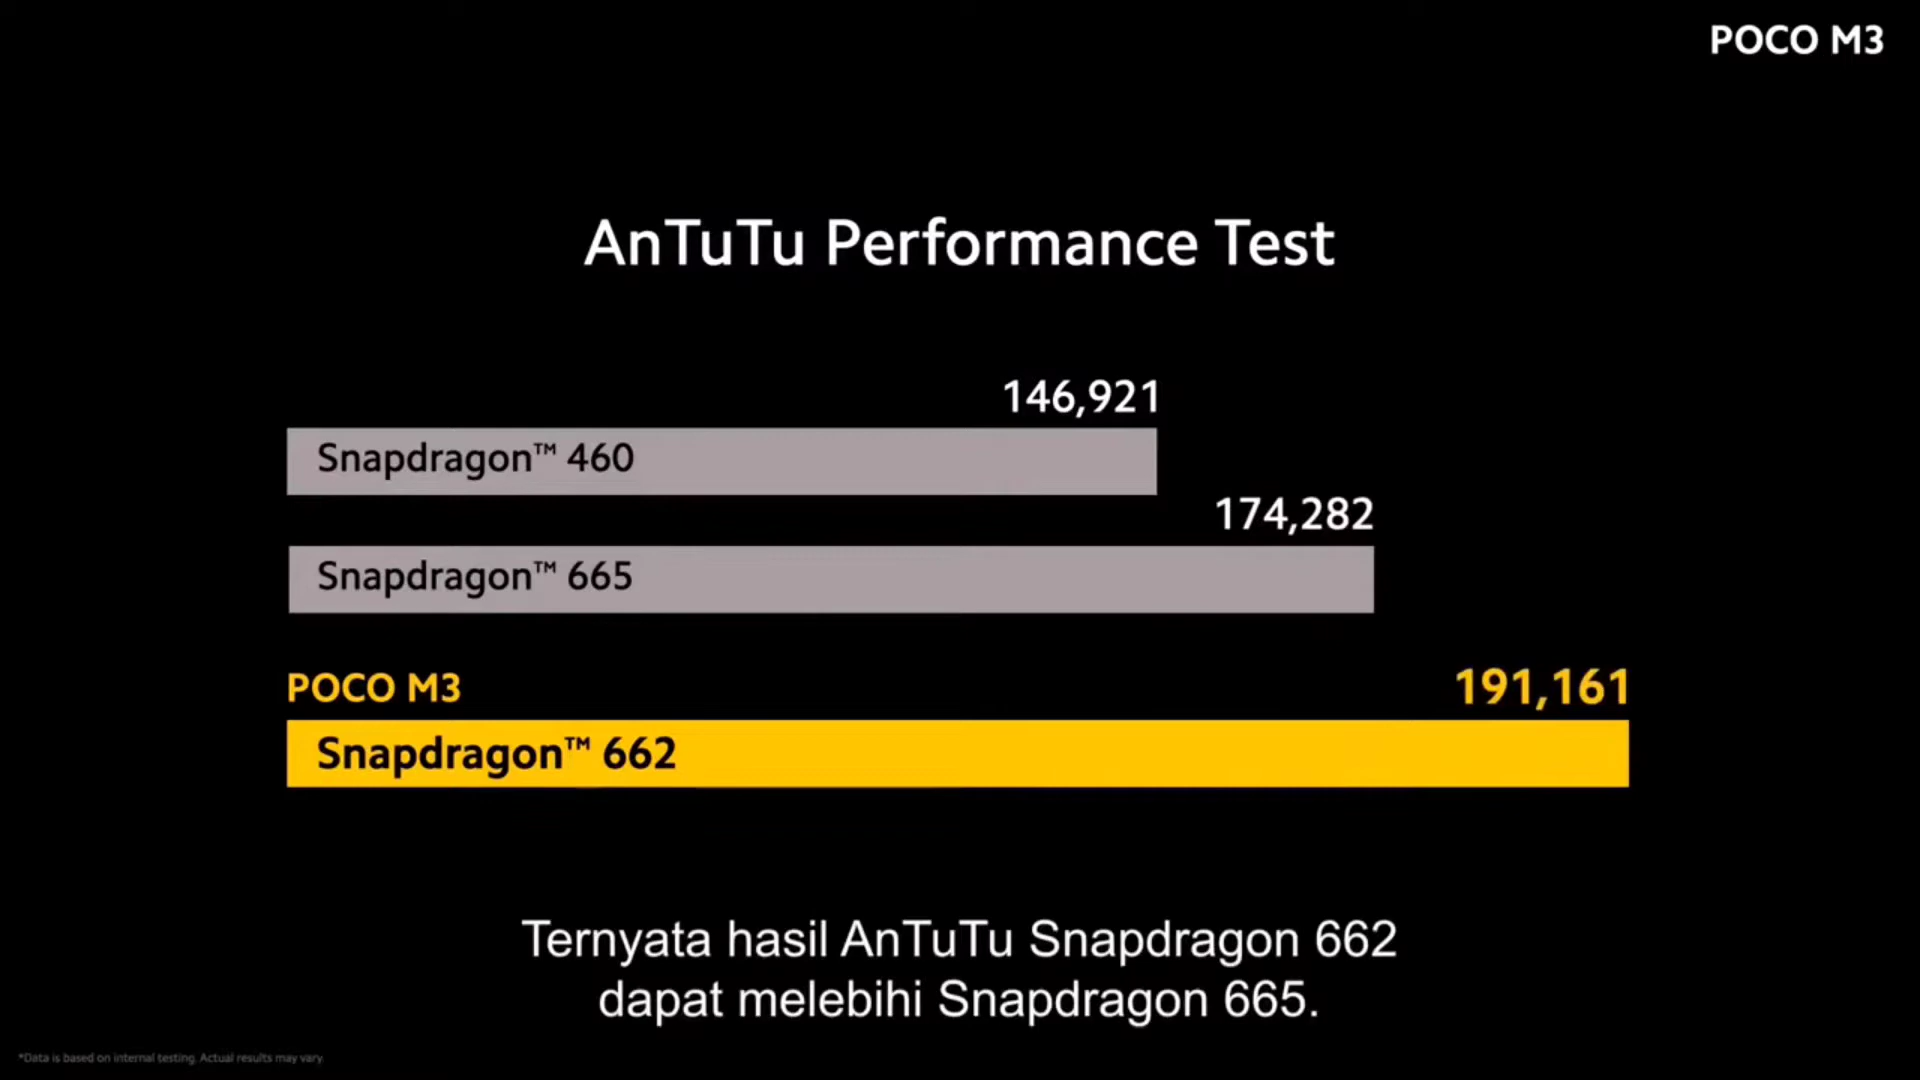 POCO M3
AnTuTu Performance Test
146,921
Snapdragon™ 460
174,282
Snapdragon™ 665
POCO M3
191,161
Snapdragon™ 662
Ternyata hasil AnTuTu Snapdragon 662
dapat melebihi Snapdragon 665.
*Data is based on internal testing. Actual results may vary.